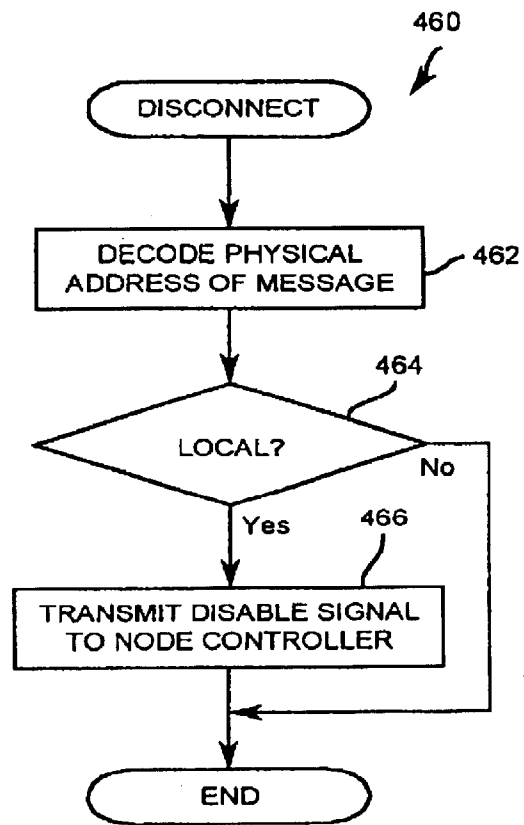 460
DISCONNECT
DECODE PHYSICAL
ADDRESS OF MESSAGE
462
464
LOCAL?
No
Yes
466
TRANSMIT DISABLE SIGNAL
TO NODE CONTROLLER
END